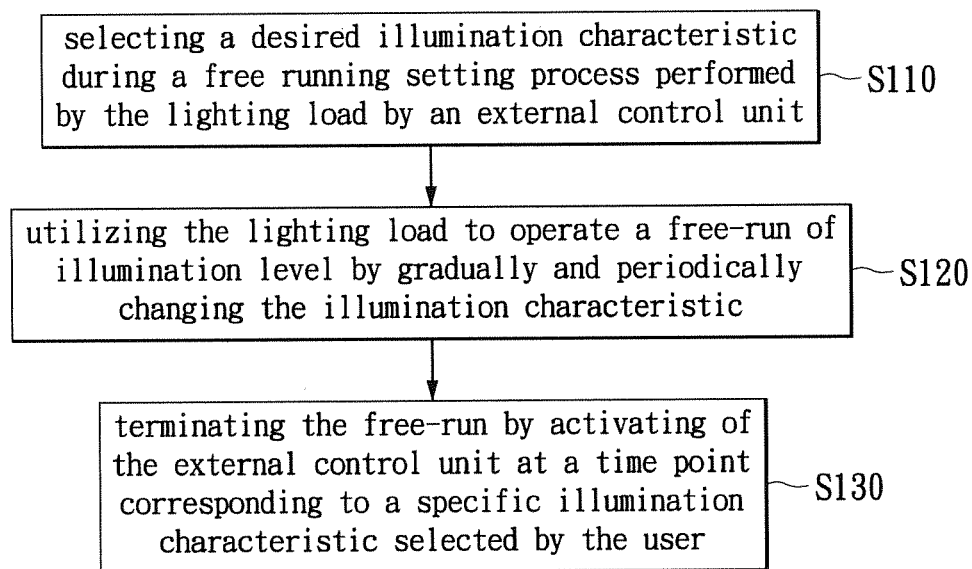 selecting a desired illumination characteristic
during a free running setting process performed
by the lighting load by an external control unit
S110
utilizing the lighting load to operate a free-run of
illumination level by gradually and periodically
changing the illumination characteristic
S120
terminating the free-run by activating of
the external control unit at a time point
corresponding to a specific illumination
characteristic selected by the user
S130